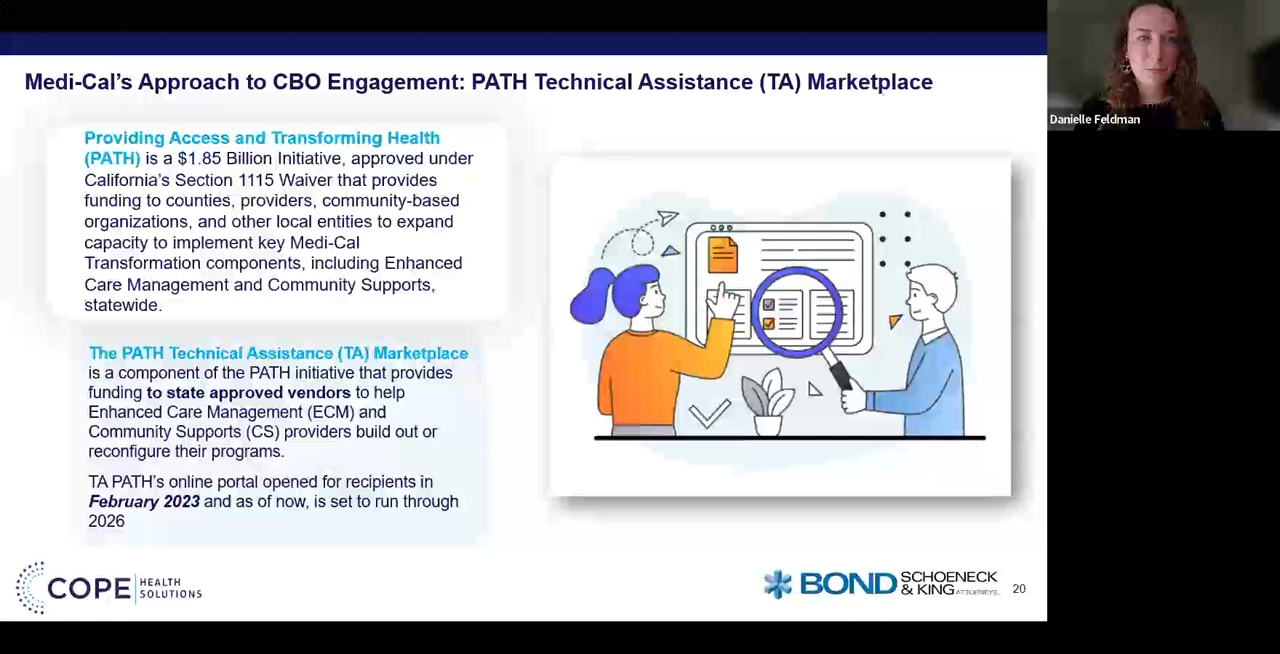 Medi-Cal's Approach to CBO Engagement: PATH Technical Assistance (TA) Marketplace
Providing Access and Transforming Health
(PATH) is a $1.85 Billion Initiative, approved under
California's Section 1115 Waiver that provides
funding to counties, providers, community-based
organizations, and other local entities to expand
capacity to implement key Medi-Cal
Transformation components, including Enhanced
Care Management and Community Supports,
statewide.
The PATH Technical Assistance (TA) Marketplace
is a component of the PATH initiative that provides
funding to state approved vendors to help
Enhanced Care Management (ECM) and
Community Supports (CS) providers build out or
reconfigure their programs.
TA PATH's online portal opened for recipients in
February 2023 and as of now, is set to run through
2026
COPE HEALTH
SOLUTIONS
BOND SCHOENECK
& KING ATTORNEYS
20
Danielle Feldman